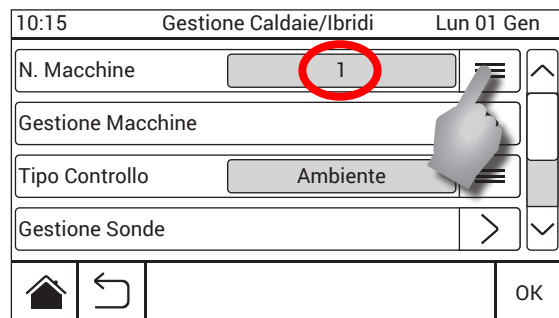 10:15 Gestione Caldaie/Ibridi Lun 01 Gen
N. Macchine 1
Gestione Macchine
Tipo Controllo Ambiente
Gestione Sonde
OK